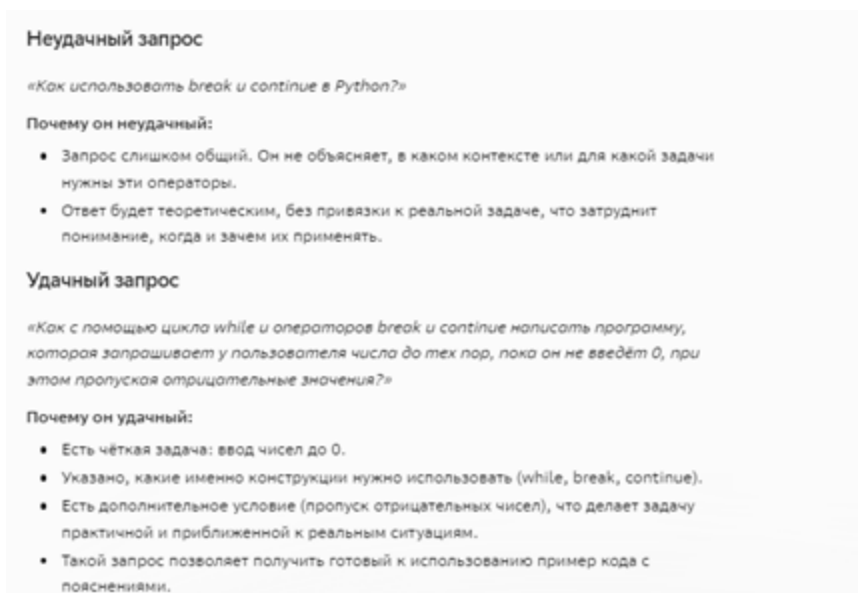 Неудачный запрос
«Как использовать break и continue в Python?»
Почему он неудачный:
• Запрос слишком общий. Он не объясняет, в каком контексте или для какой задачи
нужны эти операторы.
• Ответ будет теоретическим, без привязки к реальной задаче, что затруднит
понимание, когда и зачем их применять.
Удачный запрос
«Как с помощью цикла while и операторов break и continue написать программу,
которая запрашивает у пользователя числа до тех пор, пока он не введёт 0, при
этом пропуская отрицательные значения?»
Почему он удачный:
• Есть чёткая задача: ввод чисел до 0.
• Указано, какие именно конструкции нужно использовать (while, break, continue).
• Есть дополнительное условие (пропуск отрицательных чисел), что делает задачу
практичной и приближенной к реальным ситуациям.
• Такой запрос позволяет получить готовый к использованию пример кода с
пояснениями.